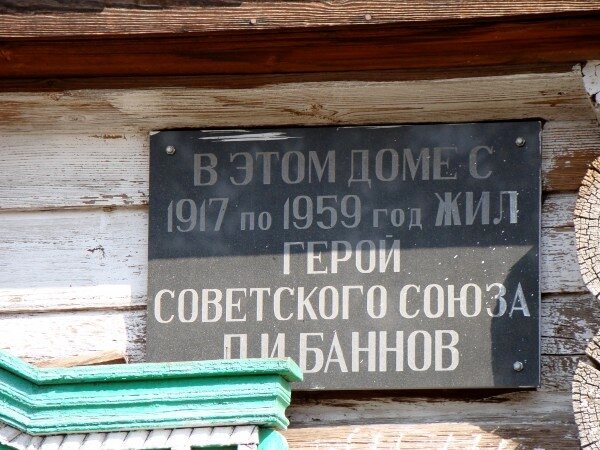 В ЭТОМ ДОМЕ С
1917 по 1959 год ЖИЛ
ГЕРОЙ
СОВЕТСКОГО СОЮЗА
П.И.БАННОВ